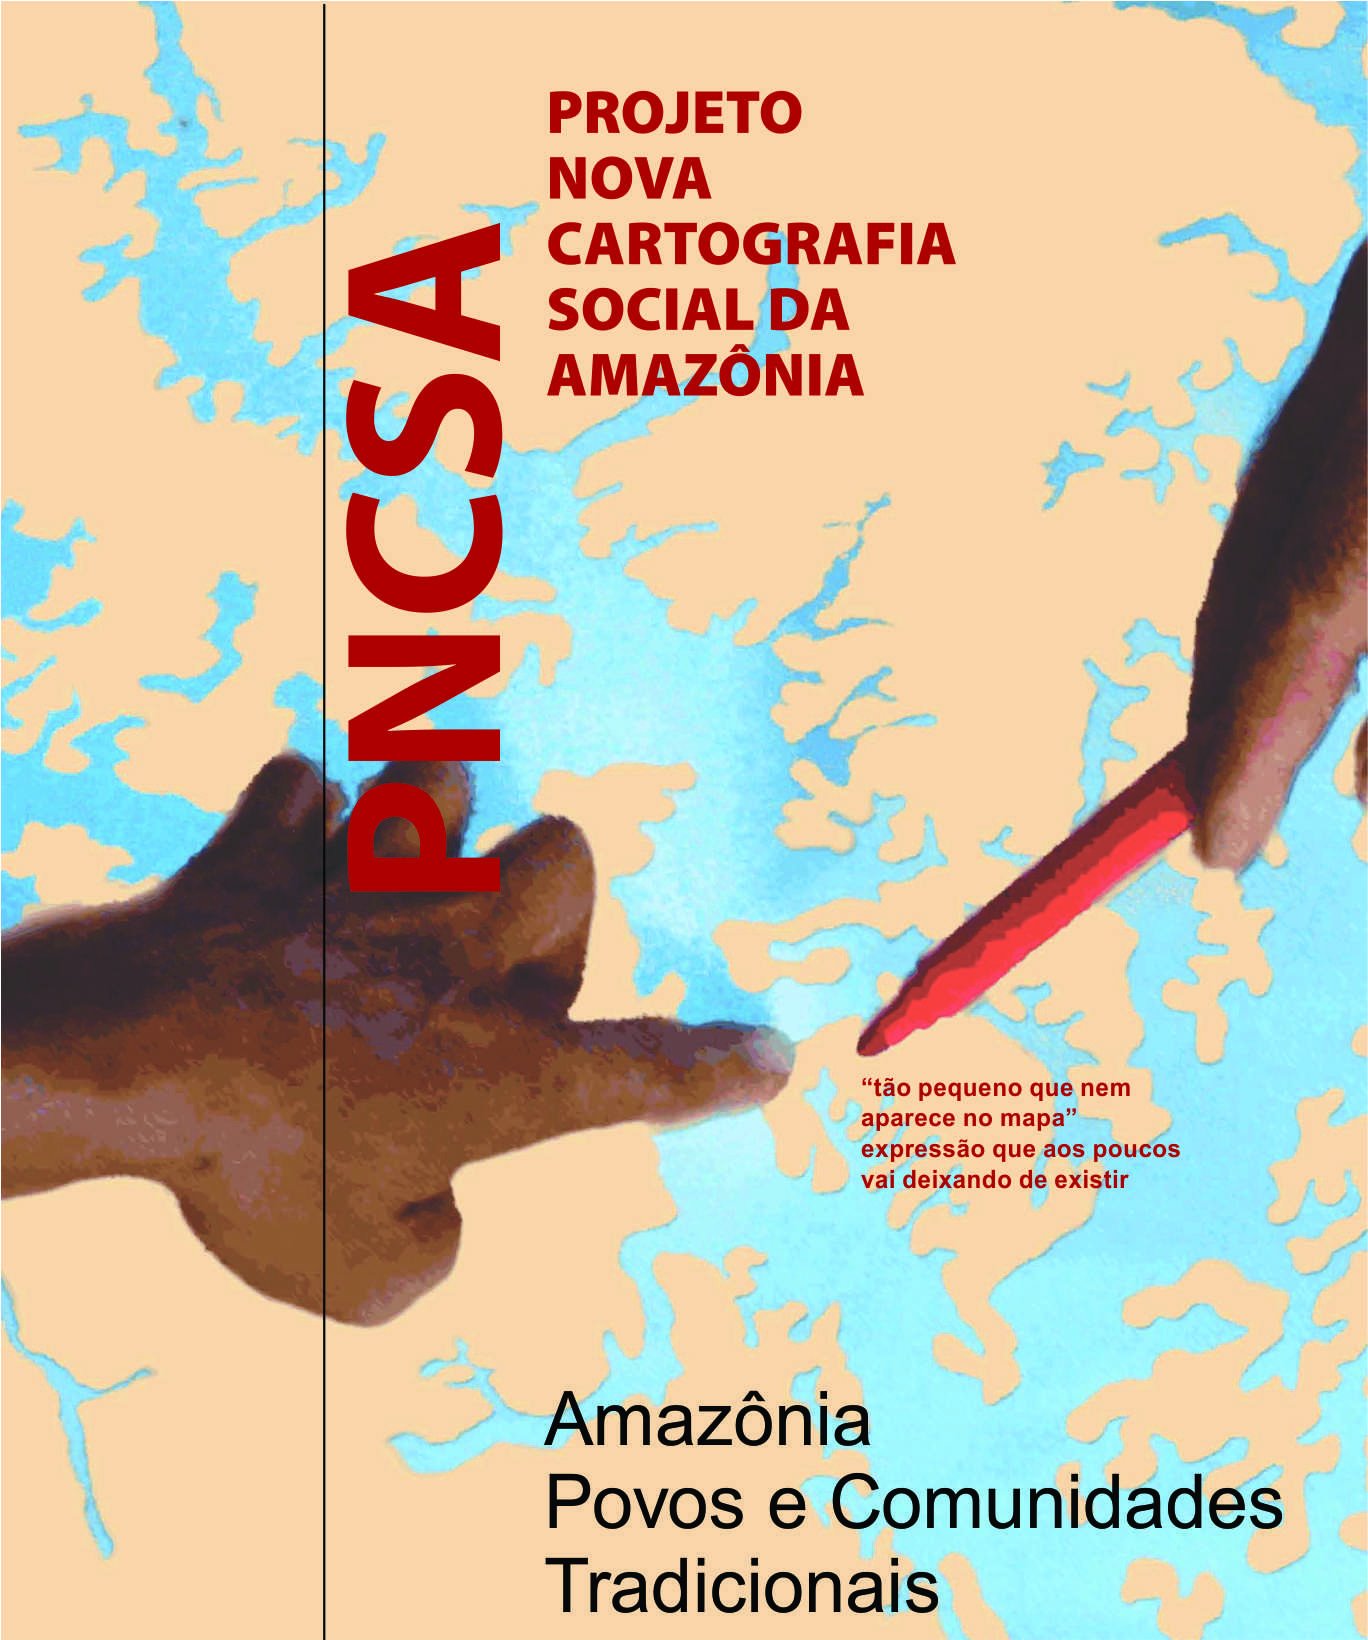 PNCSA
PROJETO
NOVA
CARTOGRAFIA
SOCIAL DA
AMAZÔNIA
“tão pequeno que nem
aparece no mapa”
expressão que aos poucos
vai deixando de existir
Amazônia
Povos e Comunidades
Tradicionais